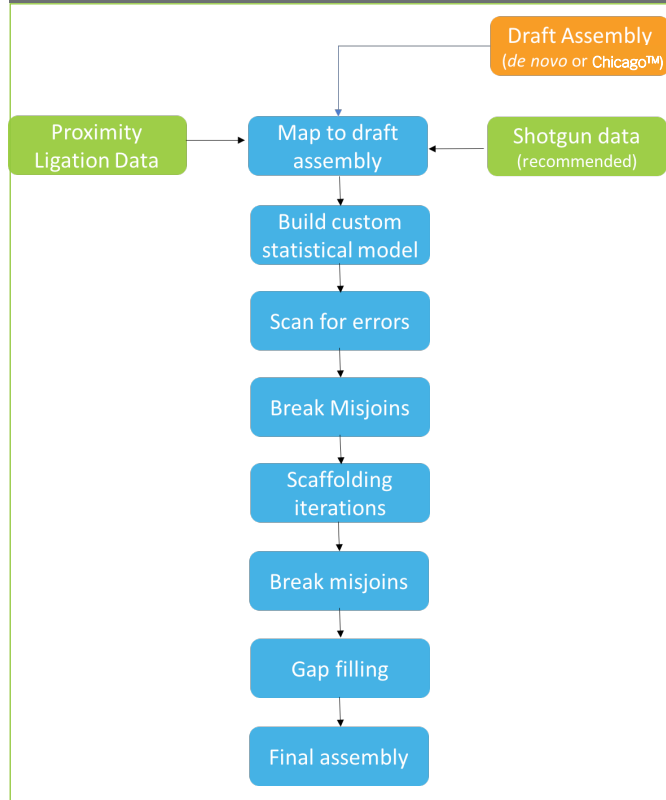 Draft Assembly
(de novo or Chicago™)
Proximity
Ligation Data
Map to draft
assembly
Shotgun data
(recommended)
Build custom
statistical model
Scan for errors
Break Misjoins
Scaffolding
iterations
Break misjoins
Gap filling
Final assembly